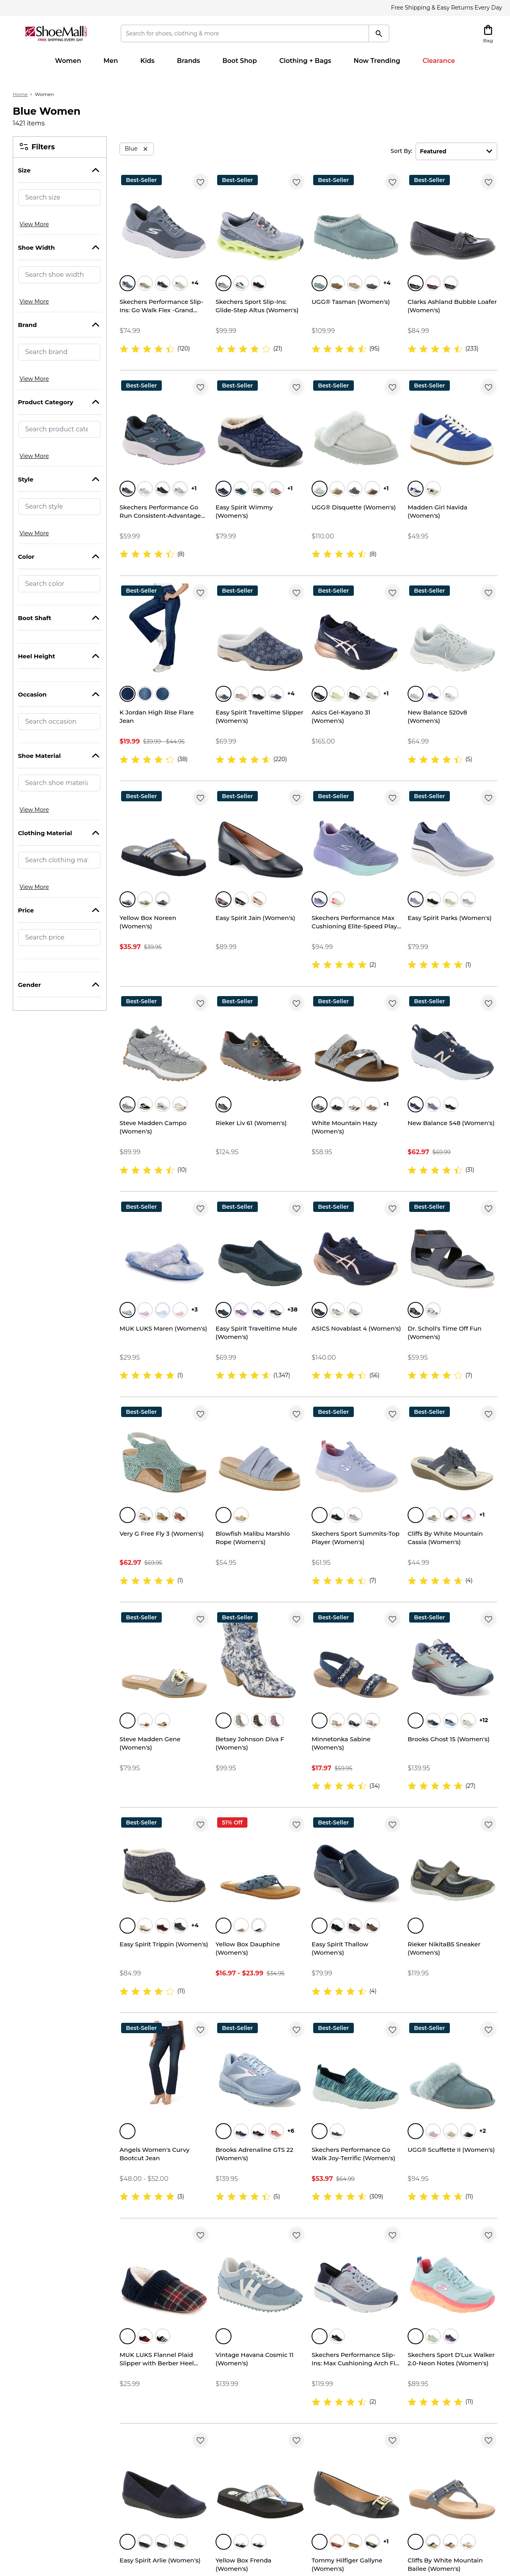 Free Shipping & Easy Returns Every Day
ShoeMall
FREE SHIPPING EVERY DAY
Search for shoes, clothing & more
Bag
Women Men Kids Brands Boot Shop Clothing + Bags Now Trending Clearance
Home > Women
Blue Women
1421 items
Filters
Size
Search size
View More
Shoe Width
Search shoe width
View More
Brand
Search brand
View More
Product Category
Search product cate
View More
Style
Search style
View More
Color
Search color
Boot Shaft
Heel Height
Occasion
Search occasion
Shoe Material
Search shoe materi
View More
Clothing Material
Search clothing ma
View More
Price
Search price
Gender
Blue ×
Sort By: Featured
Best-Seller Best-Seller Best-Seller Best-Seller
+4 +4
Skechers Performance Slip-Ins: Go Walk Flex -Grand...
$74.99
(120)
Skechers Sport Slip-Ins: Glide-Step Altus (Women's)
$99.99
(21)
UGG® Tasman (Women's)
$109.99
(95)
Clarks Ashland Bubble Loafer (Women's)
$84.99
(233)
Best-Seller Best-Seller Best-Seller Best-Seller
+1 +1 +1
Skechers Performance Go Run Consistent-Advantage...
$59.99
(8)
Easy Spirit Wimmy (Women's)
$79.99
UGG® Disquette (Women's)
$110.00
(8)
Madden Girl Navida (Women's)
$49.95
Best-Seller Best-Seller Best-Seller Best-Seller
+4 +1
K Jordan High Rise Flare Jean
$19.99 $39.99 - $44.95
(38)
Easy Spirit Traveltime Slipper (Women's)
$69.99
(220)
Asics Gel-Kayano 31 (Women's)
$165.00
New Balance 520v8 (Women's)
$64.99
(5)
Best-Seller Best-Seller Best-Seller Best-Seller
Yellow Box Noreen (Women's)
$35.97 $39.95
Easy Spirit Jain (Women's)
$89.99
Skechers Performance Max Cushioning Elite-Speed Play...
$94.99
(2)
Easy Spirit Parks (Women's)
$79.99
(1)
Best-Seller Best-Seller Best-Seller Best-Seller
+1
Steve Madden Campo (Women's)
$89.99
(10)
Rieker Liv 61 (Women's)
$124.95
White Mountain Hazy (Women's)
$58.95
New Balance 548 (Women's)
$62.97 $69.99
(31)
Best-Seller Best-Seller Best-Seller Best-Seller
+3 +38
MUK LUKS Maren (Women's)
$29.95
(1)
Easy Spirit Traveltime Mule (Women's)
$69.99
(1,347)
ASICS Novablast 4 (Women's)
$140.00
(56)
Dr. Scholl's Time Off Fun (Women's)
$59.95
(7)
Best-Seller Best-Seller Best-Seller Best-Seller
+1
Very G Free Fly 3 (Women's)
$62.97 $69.95
(1)
Blowfish Malibu Marshlo Rope (Women's)
$54.95
Skechers Sport Summits-Top Player (Women's)
$61.95
(7)
Cliffs By White Mountain Cassia (Women's)
$44.99
(4)
Best-Seller Best-Seller Best-Seller Best-Seller
+12
Steve Madden Gene (Women's)
$79.95
Betsey Johnson Diva F (Women's)
$99.95
Minnetonka Sabine (Women's)
$17.97 $59.95
(34)
Brooks Ghost 15 (Women's)
$139.95
(27)
Best-Seller 51% Off Best-Seller Best-Seller
+4
Easy Spirit Trippin (Women's)
$84.99
(11)
Yellow Box Dauphine (Women's)
$16.97 - $23.99 $34.95
Easy Spirit Thallow (Women's)
$79.99
(4)
Rieker NikitaB5 Sneaker (Women's)
$119.95
Best-Seller Best-Seller Best-Seller Best-Seller
+6 +2
Angels Women's Curvy Bootcut Jean
$48.00 - $52.00
(3)
Brooks Adrenaline GTS 22 (Women's)
$139.95
(5)
Skechers Performance Go Walk Joy-Terrific (Women's)
$53.97 $64.99
(309)
UGG® Scuffette II (Women's)
$94.95
(11)
MUK LUKS Flannel Plaid Slipper with Berber Heel...
$25.99
Vintage Havana Cosmic 11 (Women's)
$139.99
Skechers Performance Slip-Ins: Max Cushioning Arch Fi...
$119.99
(2)
Skechers Sport D'Lux Walker 2.0-Neon Notes (Women's)
$89.95
(11)
+1
Easy Spirit Arlie (Women's)
Yellow Box Frenda (Women's)
Tommy Hilfiger Gallyne (Women's)
Cliffs By White Mountain Bailee (Women's)